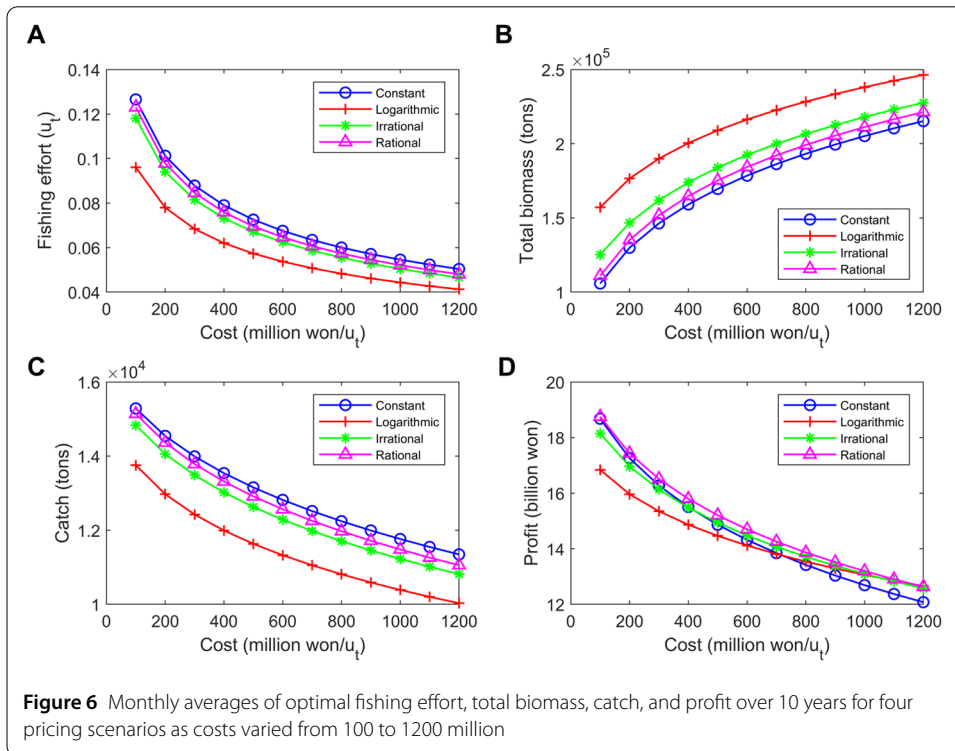 A
Fishing effort (u_t)
0.14
0.12
0.1
0.08
0.06
0.04
0 200 400 600 800 1000 1200
Cost (million won/u_t)
Constant
Logarithmic
Irrational
Rational
B
×10^5
Total biomass (tons)
2.5
2
1.5
1
0 200 400 600 800 1000 1200
Cost (million won/u_t)
Constant
Logarithmic
Irrational
Rational
C
×10^4
Catch (tons)
1.6
1.4
1.2
1
0 200 400 600 800 1000 1200
Cost (million won/u_t)
Constant
Logarithmic
Irrational
Rational
D
Profit (billion won)
20
18
16
14
12
0 200 400 600 800 1000 1200
Cost (million won/u_t)
Constant
Logarithmic
Irrational
Rational
Figure 6 Monthly averages of optimal fishing effort, total biomass, catch, and profit over 10 years for four
pricing scenarios as costs varied from 100 to 1200 million